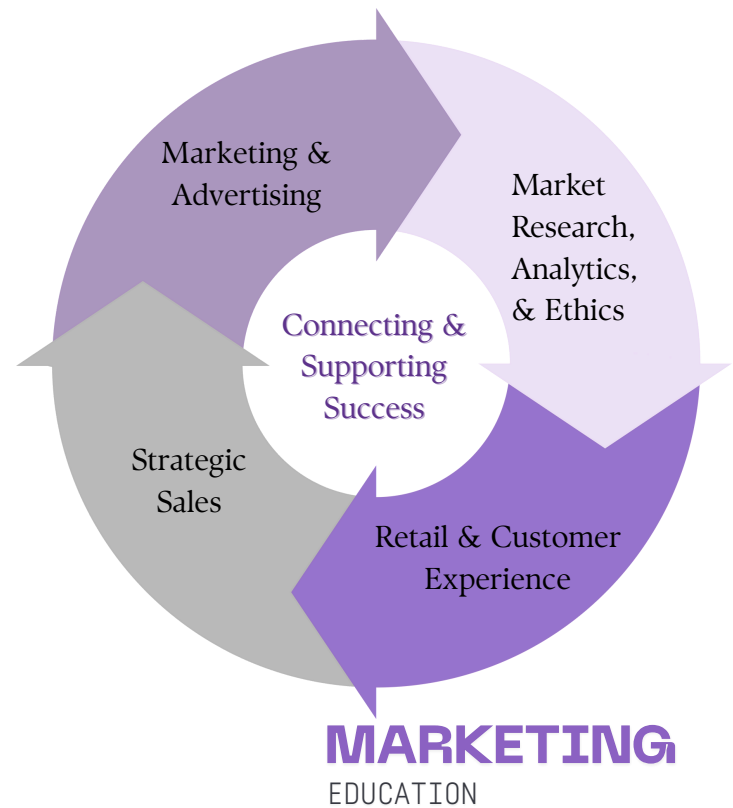 Marketing &
Advertising
Market
Research,
Analytics,
& Ethics
Connecting &
Supporting
Success
Strategic
Sales
Retail & Customer
Experience
MARKETING
EDUCATION